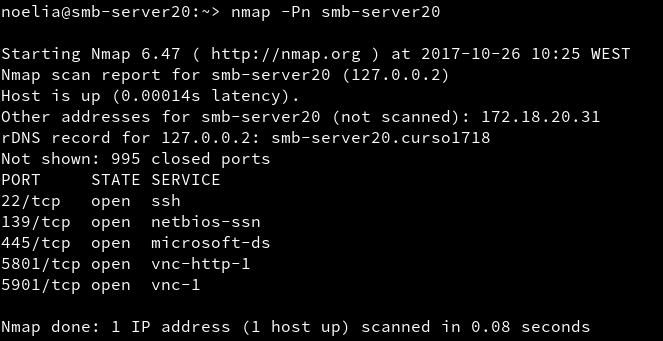 noelia@smb-server20:~> nmap -Pn smb-server20
Starting Nmap 6.47 ( http://nmap.org ) at 2017-10-26 10:25 WEST
Nmap scan report for smb-server20 (127.0.0.2)
Host is up (0.00014s latency).
Other addresses for smb-server20 (not scanned): 172.18.20.31
rDNS record for 127.0.0.2: smb-server20.curso1718
Not shown: 995 closed ports
PORT     STATE SERVICE
22/tcp   open  ssh
139/tcp  open  netbios-ssn
445/tcp  open  microsoft-ds
5801/tcp open  vnc-http-1
5901/tcp open  vnc-1
Nmap done: 1 IP address (1 host up) scanned in 0.08 seconds